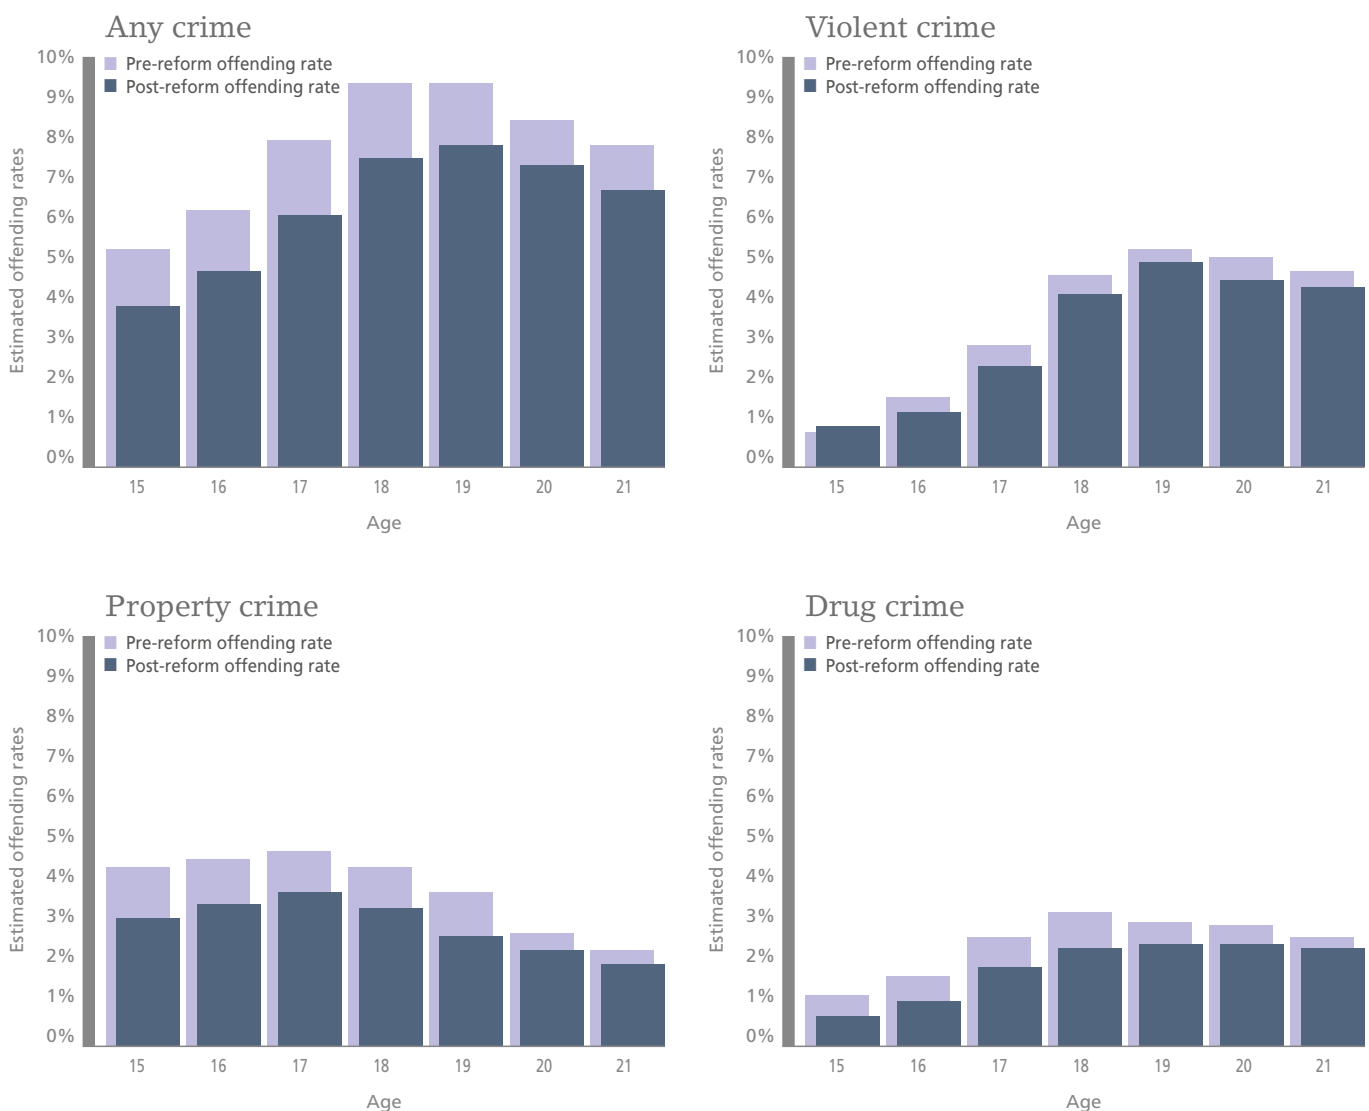 Any crime
Pre-reform offending rate
Post-reform offending rate
10%
9%
8%
7%
6%
5%
4%
3%
2%
1%
0%
Estimated offending rates
15 16 17 18 19 20 21
Age
Violent crime
Pre-reform offending rate
Post-reform offending rate
10%
9%
8%
7%
6%
5%
4%
3%
2%
1%
0%
Estimated offending rates
15 16 17 18 19 20 21
Age
Property crime
Pre-reform offending rate
Post-reform offending rate
10%
9%
8%
7%
6%
5%
4%
3%
2%
1%
0%
Estimated offending rates
15 16 17 18 19 20 21
Age
Drug crime
Pre-reform offending rate
Post-reform offending rate
10%
9%
8%
7%
6%
5%
4%
3%
2%
1%
0%
Estimated offending rates
15 16 17 18 19 20 21
Age